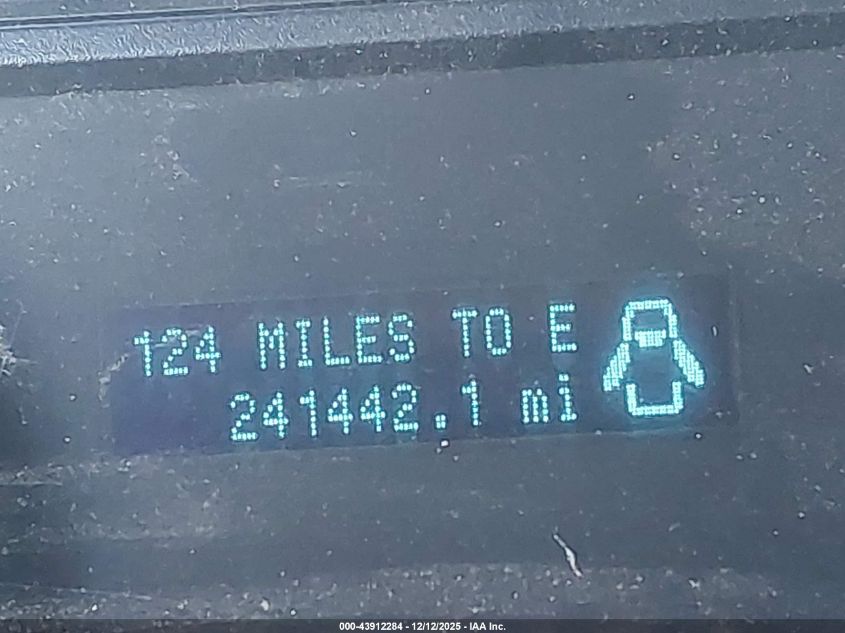 124 MILES TO E
241442.1 mi
000-43912284 - 12/12/2025 - IAA Inc.